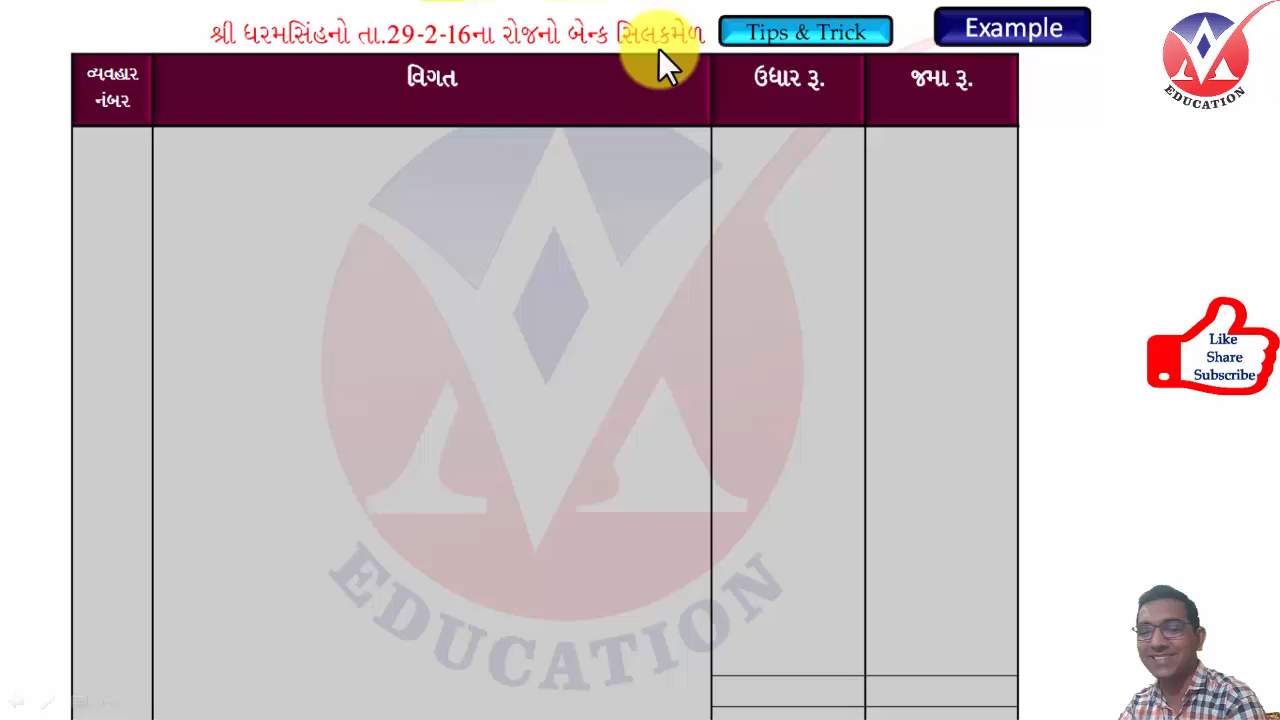 શ્રી ધરમસિંહનો તા.29-2-16ના રોજનો બેન્ક સિલકમેળ
Tips & Trick
Example
વ્યવહાર નંબર
વિગત
ઉધાર રૂ.
જમા રૂ.
EDUCATION
EDUCATION
Like
Share
Subscribe